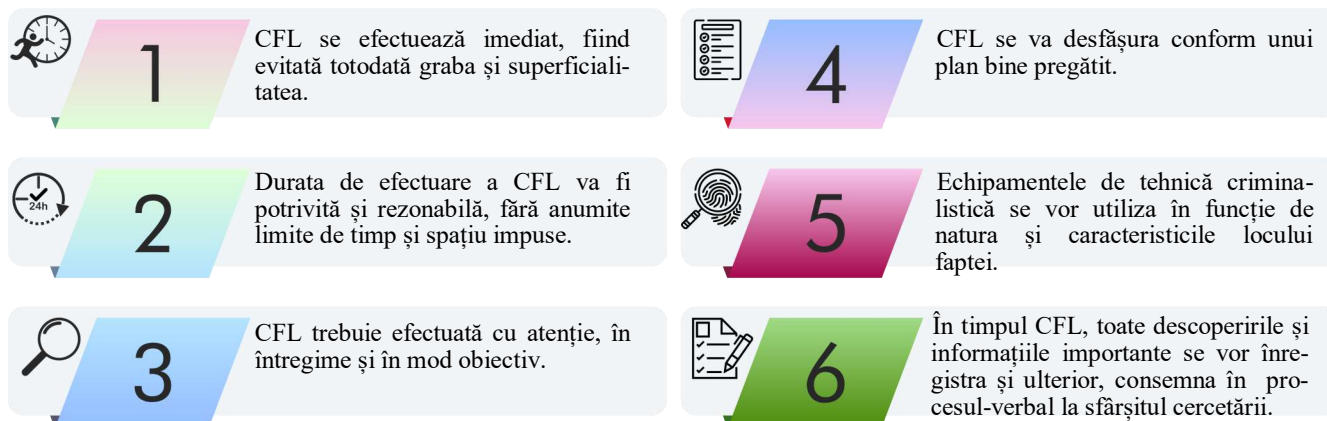 1
CFL se efectuează imediat, fiind
evitată totodată graba și superficiali-
tatea.
24h
2
Durata de efectuare a CFL va fi
potrivită și rezonabilă, fără anumite
limite de timp și spațiu impuse.
3
CFL trebuie efectuată cu atenție, în
întregime și în mod obiectiv.
4
CFL se va desfășura conform unui
plan bine pregătit.
5
Echipamentele de tehnică crimina-
listică se vor utiliza în funcție de
natura și caracteristicile locului
faptei.
6
În timpul CFL, toate descoperirile și
informațiile importante se vor înre-
gistra și ulterior, consemna în pro-
cesul-verbal la sfârșitul cercetării.